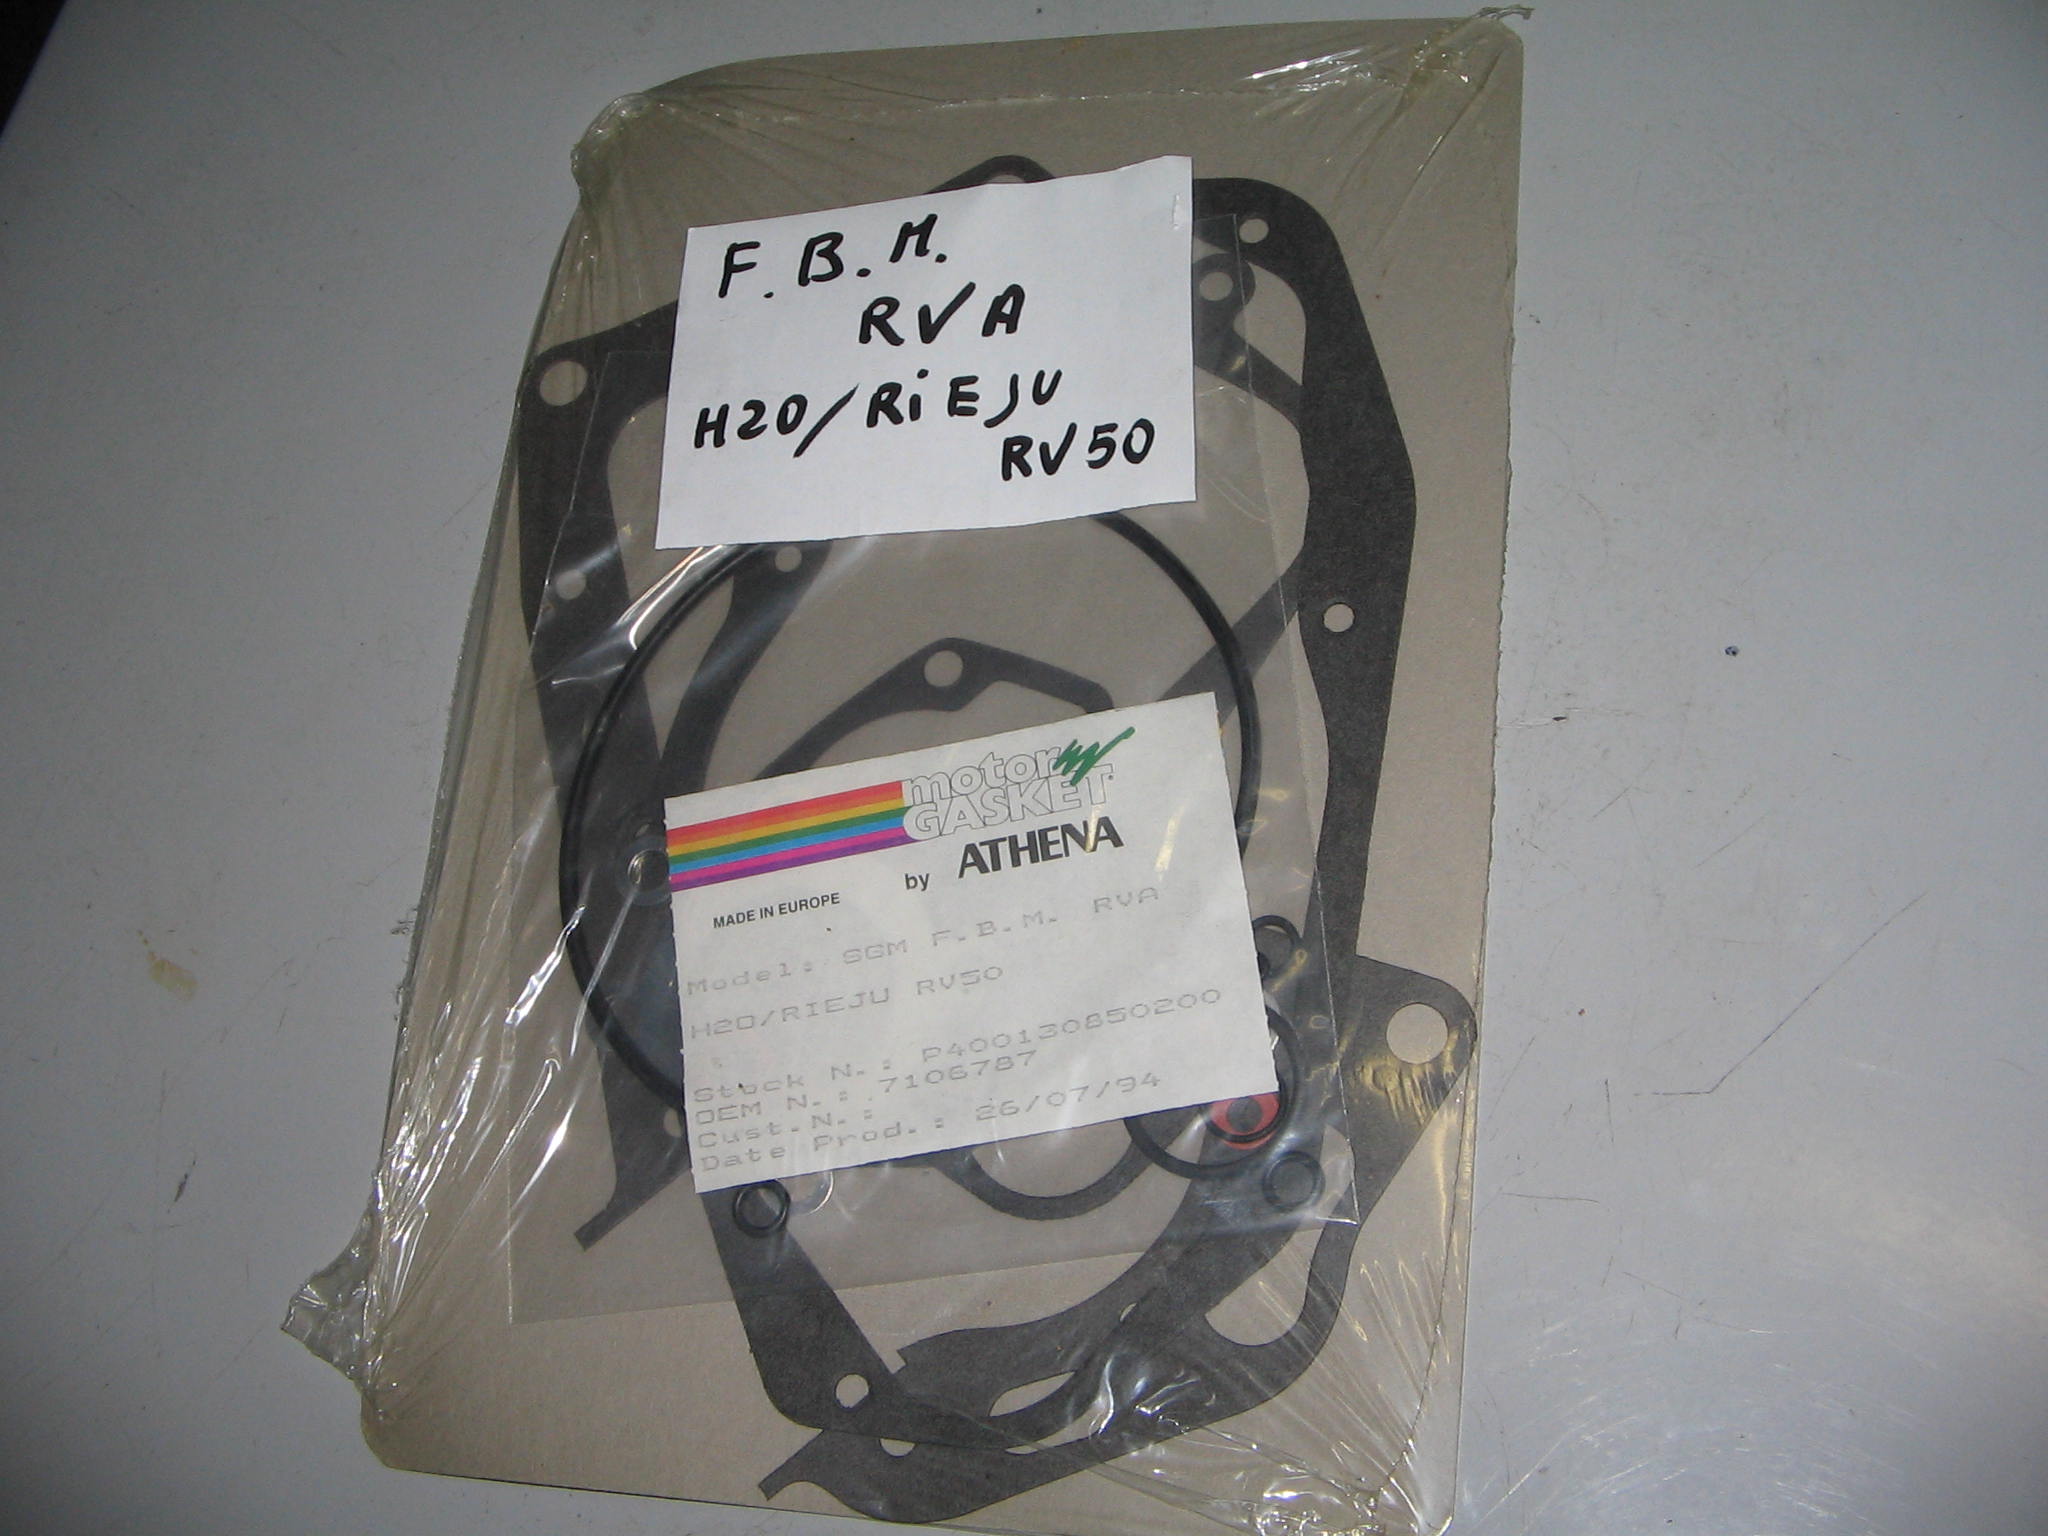 F.B.M.
RVA
H20/RiEJU
RV50
motor
GASKET
by ATHENA
MADE IN EUROPE
Model: SGM F.B.M. RVA
H2O/RIEJU RV50
Stock N.: P400130850200
OEM N.: 7106787
Cust.N.:
Date Prod.: 26/07/94